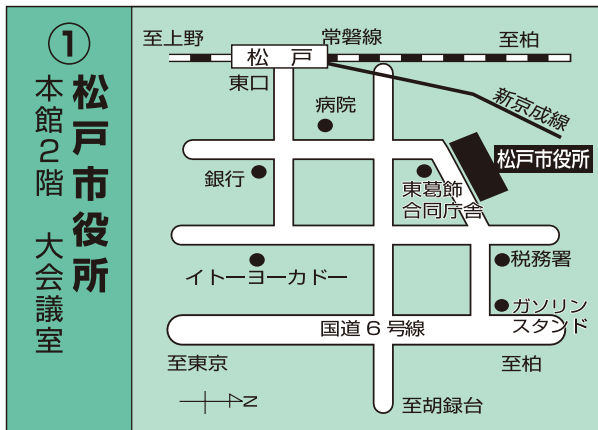 ①
松戸市役所
本館2階 大会議室
至上野
常磐線
至柏
松戸
東口
新京成線
病院
松戸市役所
銀行
東葛飾
合同庁舎
イトーヨーカドー
税務署
ガソリン
スタンド
国道6号線
至東京
至柏
至胡録台
N